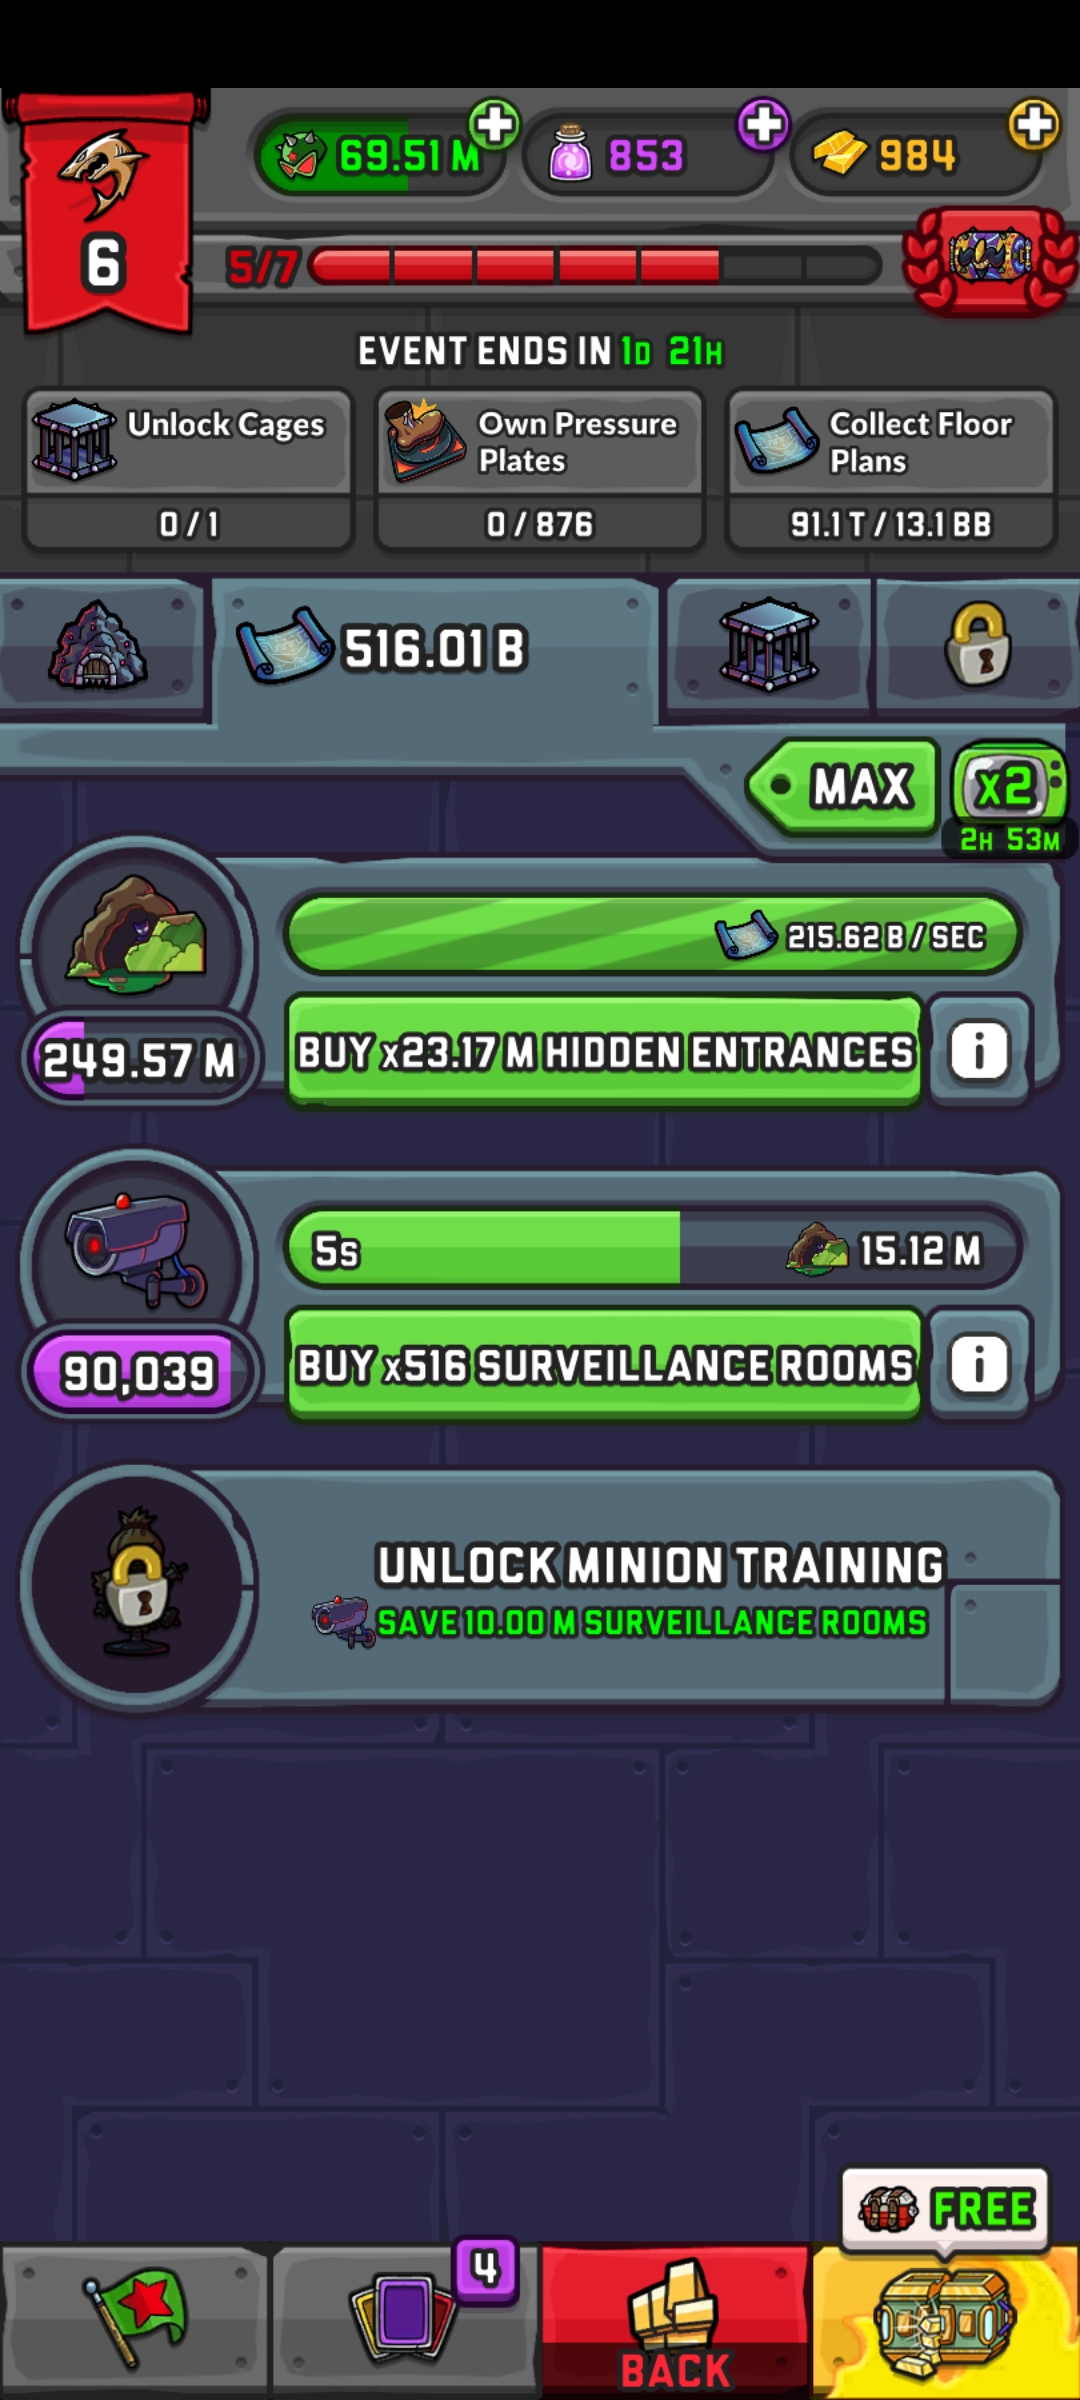 69.51 M
853
984
6
5/7
EVENT ENDS IN 1D 21H
Unlock Cages
0 / 1
Own Pressure
Plates
0 / 876
Collect Floor
Plans
91.1 T / 13.1 BB
516.01 B
MAX
x2
2H 53M
215.62 B / SEC
249.57 M
BUY x23.17 M HIDDEN ENTRANCES
i
5s
15.12 M
90,039
BUY x516 SURVEILLANCE ROOMS
i
UNLOCK MINION TRAINING
SAVE 10.00 M SURVEILLANCE ROOMS
FREE
4
BACK